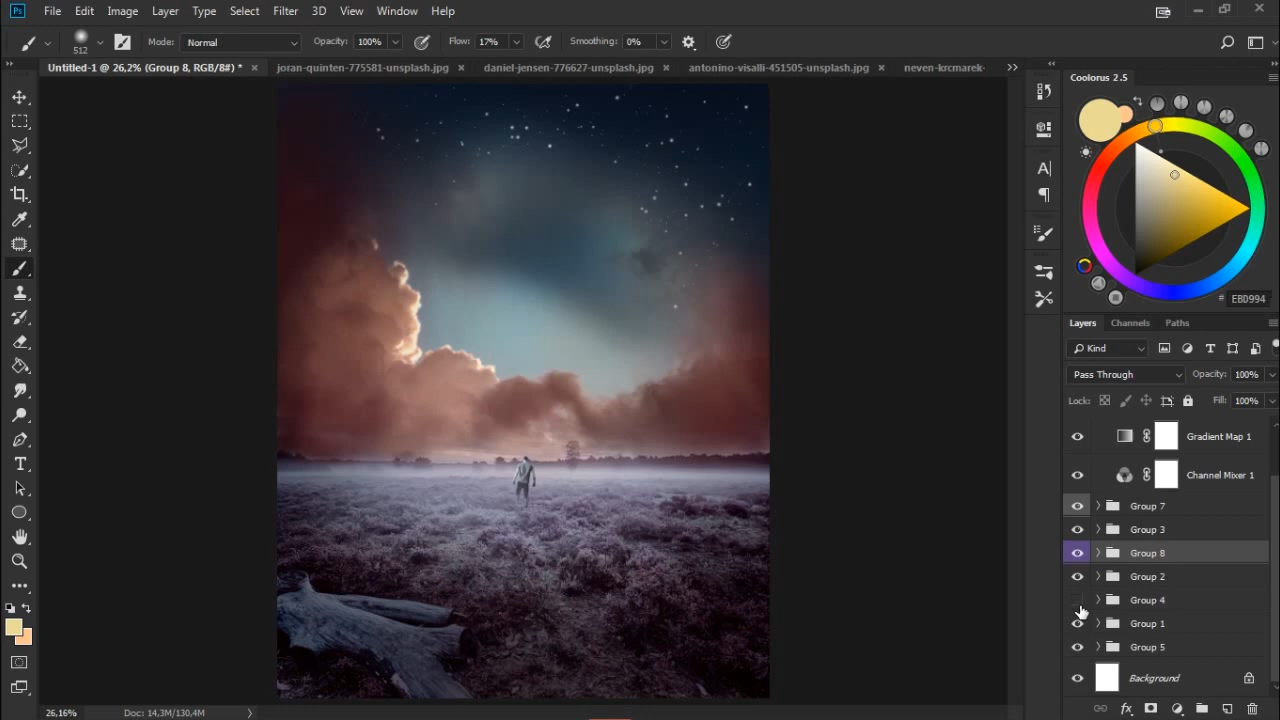 Ps File Edit Image Layer Type Select Filter 3D View Window Help
512 Mode: Normal Opacity: 100% Flow: 17% Smoothing: 0%
Untitled-1 @ 26,2% (Group 8, RGB/8#) * joran-quinten-775581-unsplash.jpg daniel-jensen-776627-unsplash.jpg antonino-visalli-451505-unsplash.jpg neven-krcmarek-
Coolorus 2.5
# EBD994
Layers Channels Paths
Kind
Pass Through Opacity: 100%
Lock: Fill: 100%
Gradient Map 1
Channel Mixer 1
Group 7
Group 3
Group 8
Group 2
Group 4
Group 1
Group 5
Background
26,16% Doc: 14,3M/130,4M